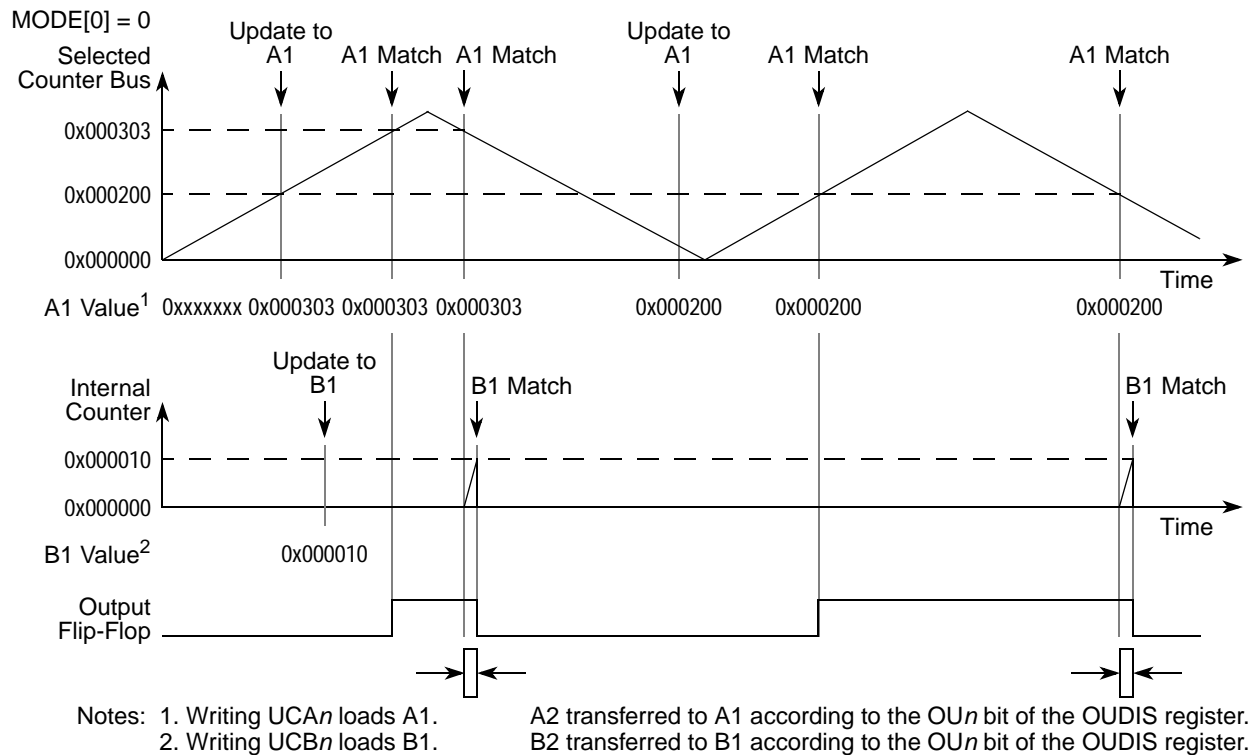 MODE[0] = 0
Selected
Counter Bus
Update to
A1
A1 Match
A1 Match
Update to
A1
A1 Match
A1 Match
0x000303
0x000200
0x000000
Time
A1 Value1 0xxxxxxx 0x000303 0x000303 0x000303 0x000200 0x000200 0x000200
Internal
Counter
Update to
B1
B1 Match
B1 Match
0x000010
0x000000
Time
B1 Value2 0x000010
Output
Flip-Flop
Notes: 1. Writing UCAn loads A1. A2 transferred to A1 according to the OUn bit of the OUDIS register.
2. Writing UCBn loads B1. B2 transferred to B1 according to the OUn bit of the OUDIS register.